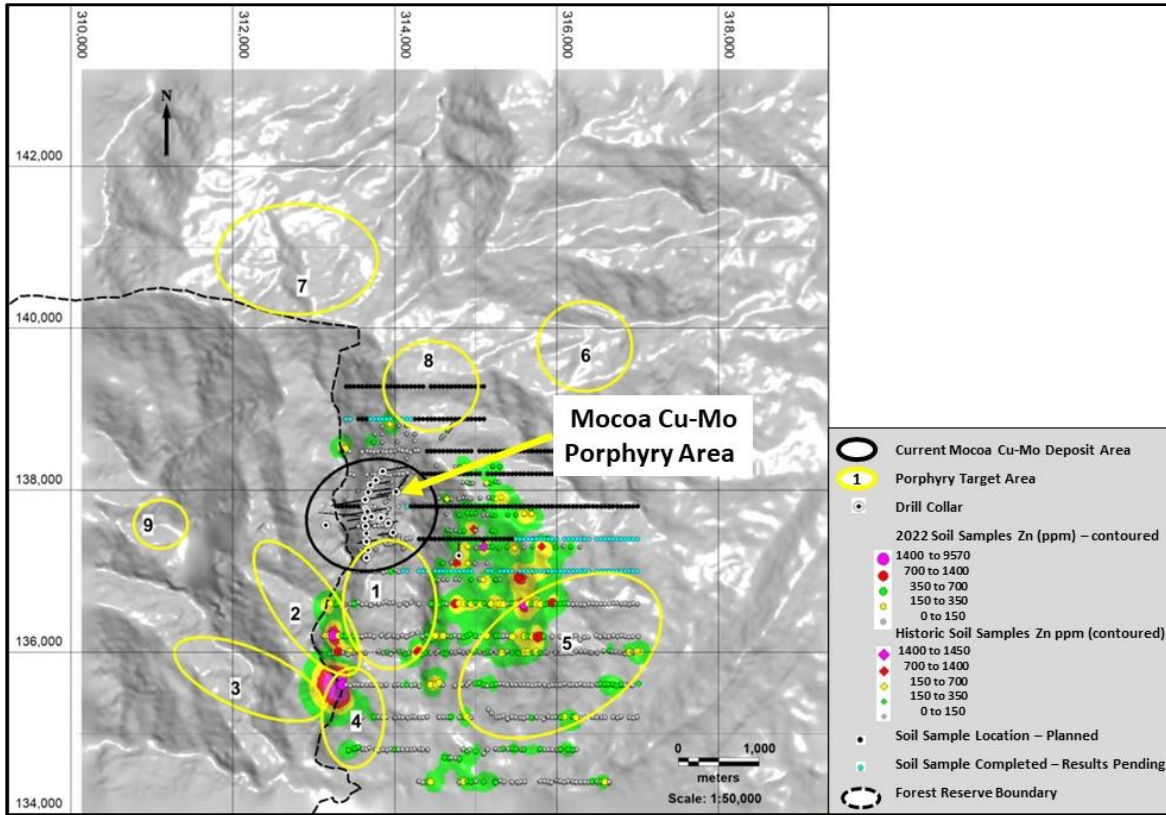 310,000
312,000
314,000
316,000
318,000
N
142,000
7
140,000
8
6
Mocoa Cu-Mo
Porphyry Area
138,000
9
1
2
136,000
5
3
4
0 1,000
meters
Scale: 1:50,000
134,000
Current Mocoa Cu-Mo Deposit Area
1 Porphyry Target Area
Drill Collar
2022 Soil Samples Zn (ppm) – contoured
1400 to 9570
700 to 1400
350 to 700
150 to 350
0 to 150
Historic Soil Samples Zn ppm (contoured)
1400 to 1450
700 to 1400
150 to 700
150 to 350
0 to 150
Soil Sample Location – Planned
Soil Sample Completed – Results Pending
Forest Reserve Boundary